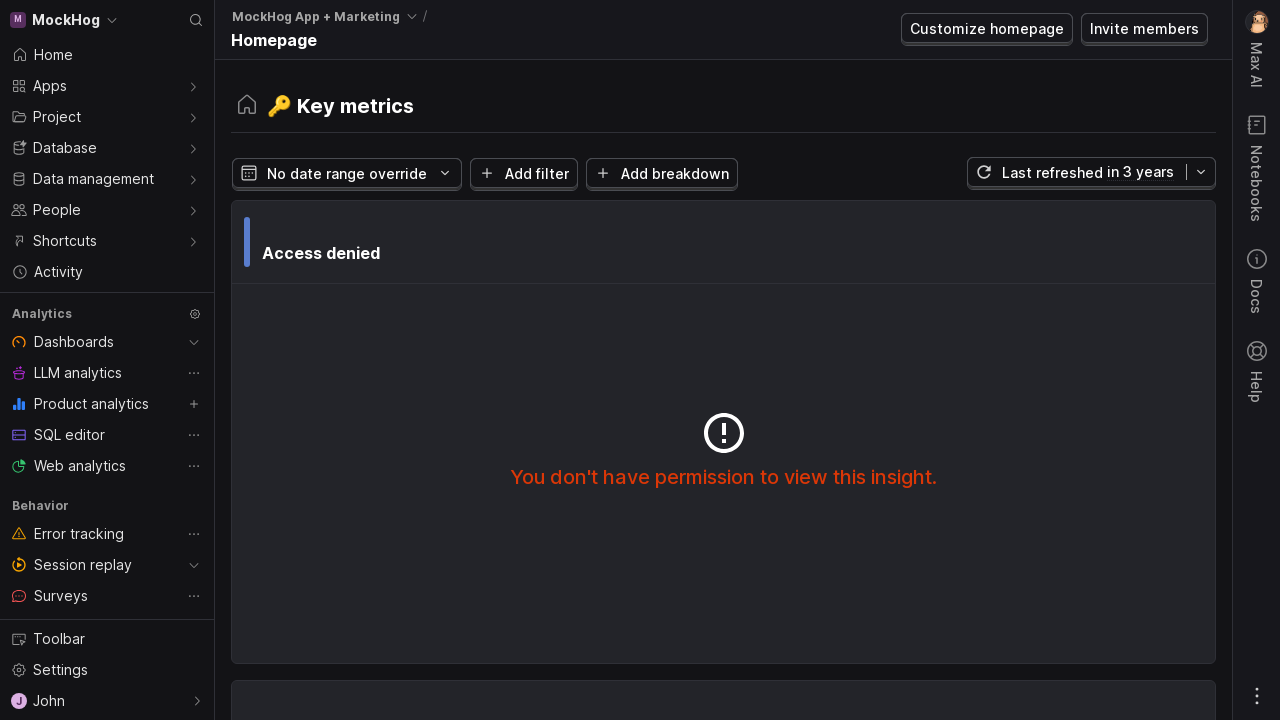 M MockHog
Home
Apps
Project
Database
Data management
People
Shortcuts
Activity
Analytics
Dashboards
LLM analytics
Product analytics
SQL editor
Web analytics
Behavior
Error tracking
Session replay
Surveys
Toolbar
Settings
J John
MockHog App + Marketing /
Homepage
Customize homepage
Invite members
🔑 Key metrics
No date range override
Add filter
Add breakdown
Last refreshed in 3 years
Access denied
You don't have permission to view this insight.
Max AI
Notebooks
Docs
Help